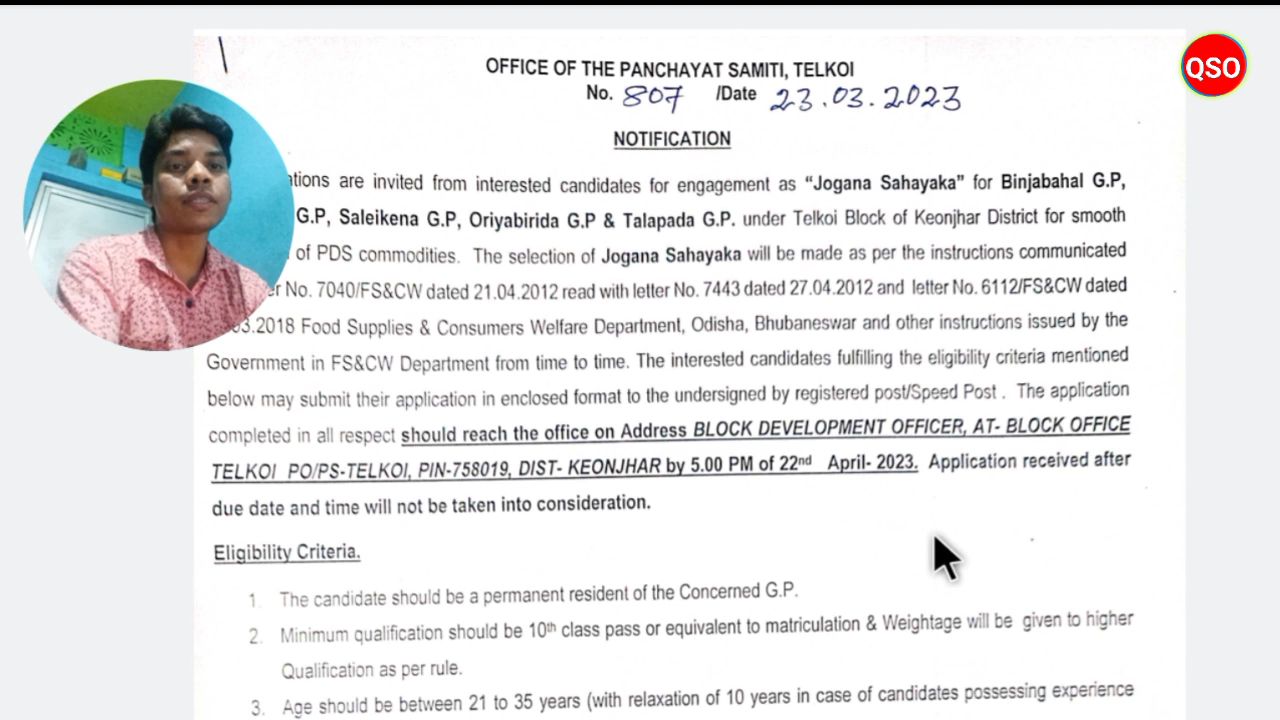 QSO
OFFICE OF THE PANCHAYAT SAMITI, TELKOI
No. 807 /Date 23.03.2023
NOTIFICATION
ations are invited from interested candidates for engagement as “Jogana Sahayaka” for Binjabahal G.P,
G.P, Saleikena G.P, Oriyabirida G.P & Talapada G.P. under Telkoi Block of Keonjhar District for smooth
of PDS commodities. The selection of Jogana Sahayaka will be made as per the instructions communicated
er No. 7040/FS&CW dated 21.04.2012 read with letter No. 7443 dated 27.04.2012 and letter No. 6112/FS&CW dated
03.2018 Food Supplies & Consumers Welfare Department, Odisha, Bhubaneswar and other instructions issued by the
Government in FS&CW Department from time to time. The interested candidates fulfilling the eligibility criteria mentioned
below may submit their application in enclosed format to the undersigned by registered post/Speed Post . The application
completed in all respect should reach the office on Address BLOCK DEVELOPMENT OFFICER, AT- BLOCK OFFICE
TELKOI PO/PS-TELKOI, PIN-758019, DIST- KEONJHAR by 5.00 PM of 22nd April- 2023. Application received after
due date and time will not be taken into consideration.
Eligibility Criteria.
1. The candidate should be a permanent resident of the Concerned G.P.
2. Minimum qualification should be 10th class pass or equivalent to matriculation & Weightage will be given to higher
Qualification as per rule.
3. Age should be between 21 to 35 years (with relaxation of 10 years in case of candidates possessing experience